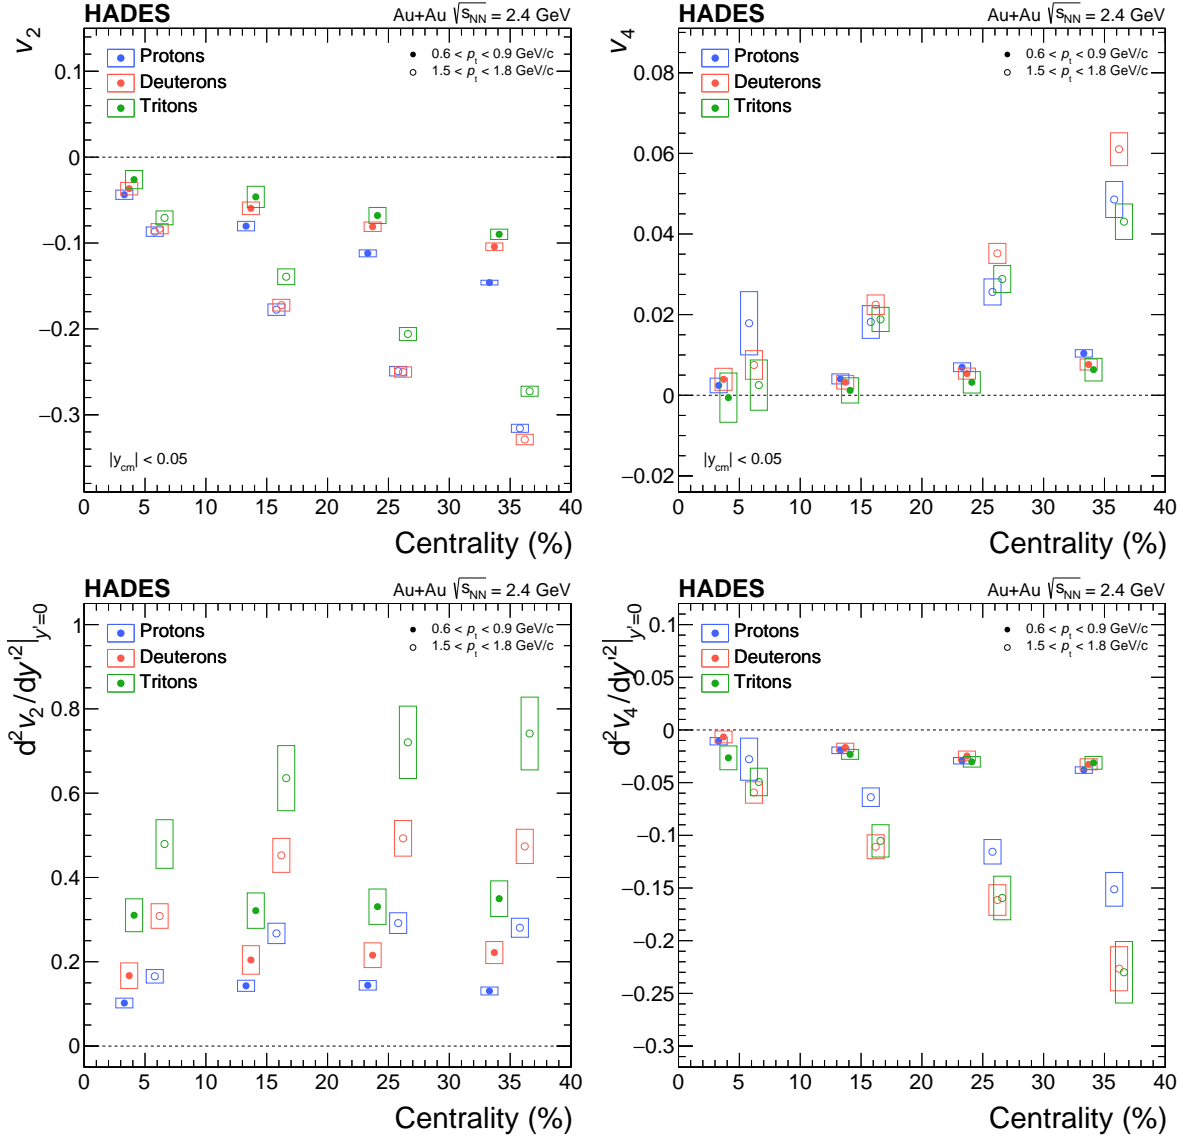 HADES
Au+Au √sNN = 2.4 GeV
v2
0.1
0
−0.1
−0.2
−0.3
Protons
Deuterons
Tritons
0.6 < pt < 0.9 GeV/c
1.5 < pt < 1.8 GeV/c
|ycm| < 0.05
0 5 10 15 20 25 30 35 40
Centrality (%)
HADES
Au+Au √sNN = 2.4 GeV
v4
0.08
0.06
0.04
0.02
0
−0.02
Protons
Deuterons
Tritons
0.6 < pt < 0.9 GeV/c
1.5 < pt < 1.8 GeV/c
|ycm| < 0.05
0 5 10 15 20 25 30 35 40
Centrality (%)
HADES
Au+Au √sNN = 2.4 GeV
d²v2/dy'²|y'=0
1
0.8
0.6
0.4
0.2
0
Protons
Deuterons
Tritons
0.6 < pt < 0.9 GeV/c
1.5 < pt < 1.8 GeV/c
0 5 10 15 20 25 30 35 40
Centrality (%)
HADES
Au+Au √sNN = 2.4 GeV
d²v4/dy'²|y'=0
0.1
0.05
0
−0.05
−0.1
−0.15
−0.2
−0.25
−0.3
Protons
Deuterons
Tritons
0.6 < pt < 0.9 GeV/c
1.5 < pt < 1.8 GeV/c
0 5 10 15 20 25 30 35 40
Centrality (%)